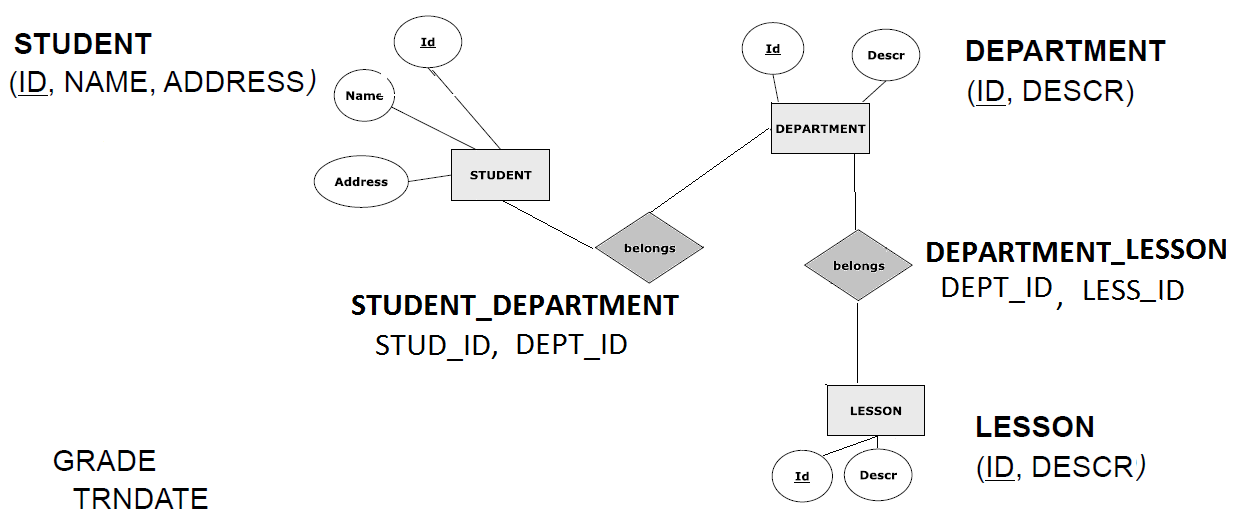 STUDENT
(ID, NAME, ADDRESS)
Id
Name
Address
STUDENT
Id
Descr
DEPARTMENT
DEPARTMENT
(ID, DESCR)
belongs
STUDENT_DEPARTMENT
STUD_ID, DEPT_ID
belongs
DEPARTMENT_LESSON
DEPT_ID, LESS_ID
LESSON
Id
Descr
LESSON
(ID, DESCR)
GRADE
TRNDATE